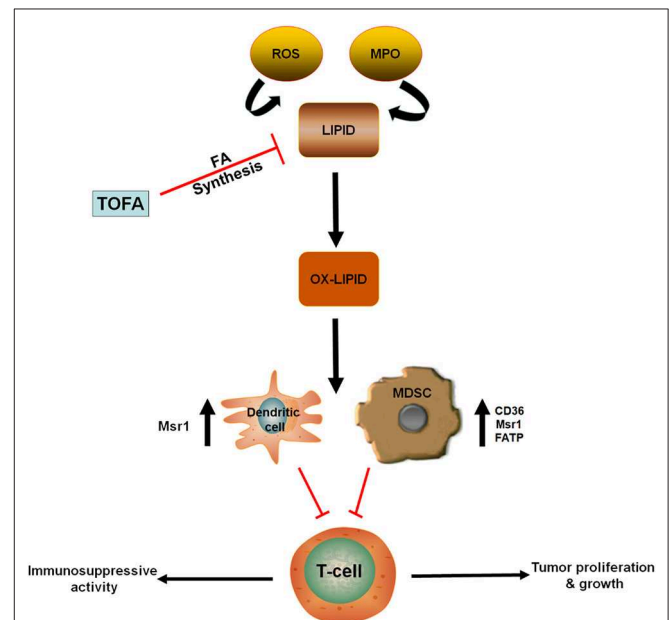 ROS
MPO
LIPID
FA
Synthesis
TOFA
OX-LIPID
Msr1
Dendritic
cell
MDSC
CD36
Msr1
FATP
T-cell
Immunosuppressive
activity
Tumor proliferation
& growth